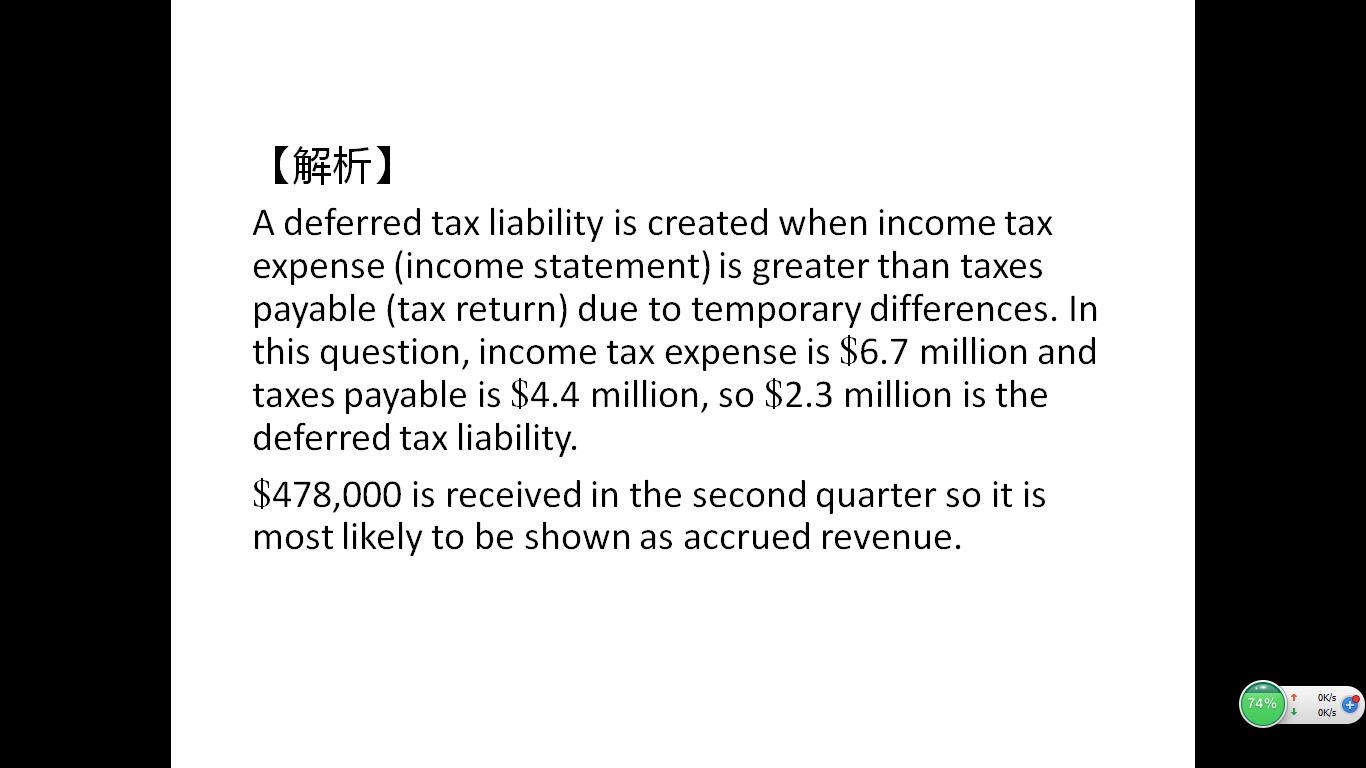 【解析】
A deferred tax liability is created when income tax
expense (income statement) is greater than taxes
payable (tax return) due to temporary differences. In
this question, income tax expense is $6.7 million and
taxes payable is $4.4 million, so $2.3 million is the
deferred tax liability.
$478,000 is received in the second quarter so it is
most likely to be shown as accrued revenue.
74%
0K/s
0K/s